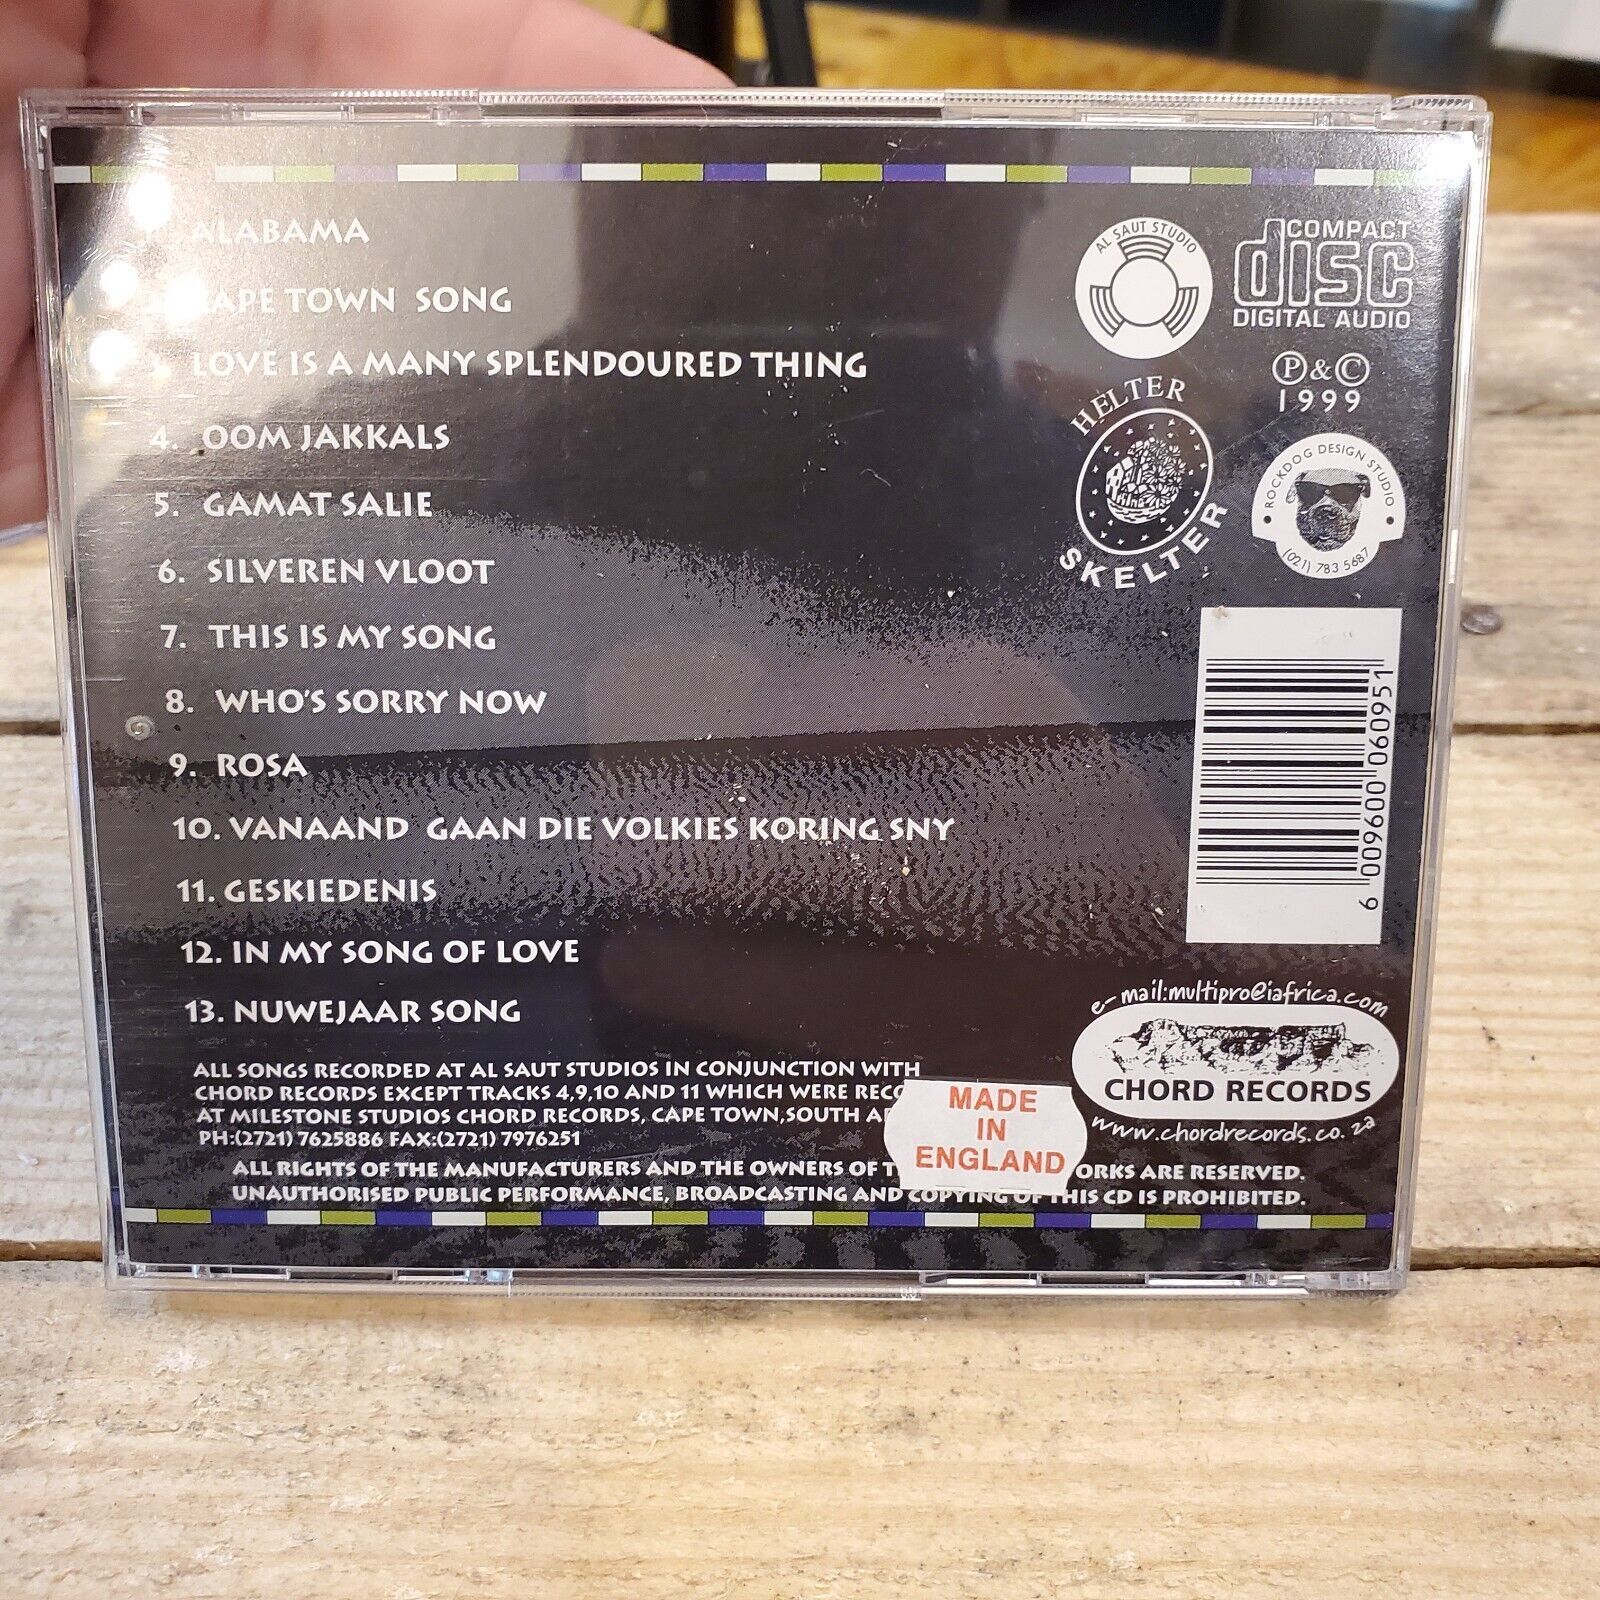 ALABAMA
CAPE TOWN SONG
3. LOVE IS A MANY SPLENDOURED THING
4. OOM JAKKALS
5. GAMAT SALIE
6. SILVEREN VLOOT
7. THIS IS MY SONG
8. WHO'S SORRY NOW
9. ROSA
10. VANAAND GAAN DIE VOLKIES KORING SNY
11. GESKIEDENIS
12. IN MY SONG OF LOVE
13. NUWEJAAR SONG
ALL SONGS RECORDED AT AL SAUT STUDIOS IN CONJUNCTION WITH
CHORD RECORDS EXCEPT TRACKS 4,9,10 AND 11 WHICH WERE
AT MILESTONE STUDIOS CHORD RECORDS, CAPE TOWN,SOUTH
PH:(2721) 7625886 FAX:(2721) 7976251
ALL RIGHTS OF THE MANUFACTURERS AND THE OWNERS OF ARE RESERVED.
UNAUTHORISED PUBLIC PERFORMANCE, BROADCASTING AND COPYING OF THIS CD IS PROHIBITED.
AL SAUT STUDIO
COMPACT
disc
DIGITAL AUDIO
℗&©
1999
HELTER
SKELTER
ROCKDOG DESIGN STUDIO
(021) 783 5687
6 009600 060951
e-mail:multipro@iafrica.com
CHORD RECORDS
www.chordrecords.co.za
MADE
IN
ENGLAND